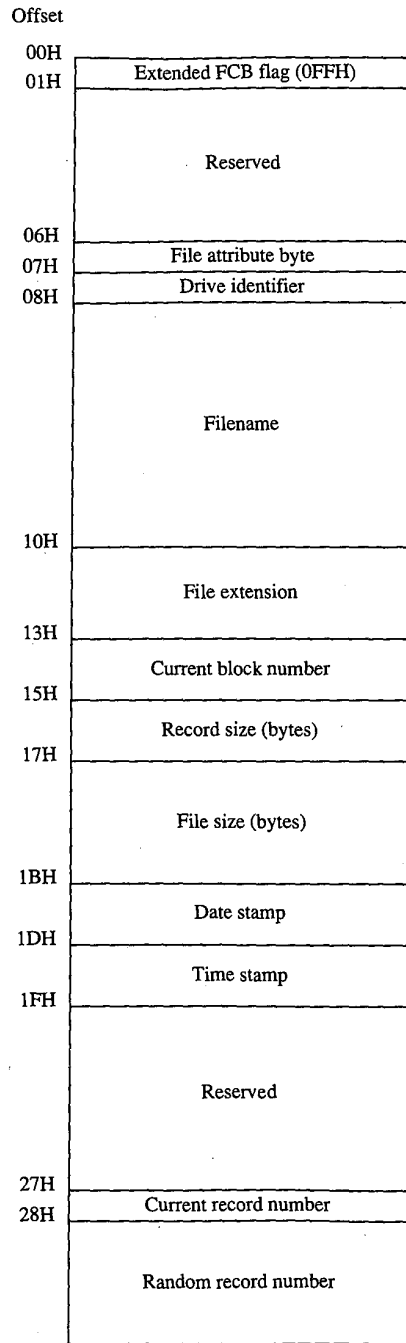 Offset
00H
Extended FCB flag (0FFH)
01H
Reserved
06H
File attribute byte
07H
Drive identifier
08H
Filename
10H
File extension
13H
Current block number
15H
Record size (bytes)
17H
File size (bytes)
1BH
Date stamp
1DH
Time stamp
1FH
Reserved
27H
Current record number
28H
Random record number